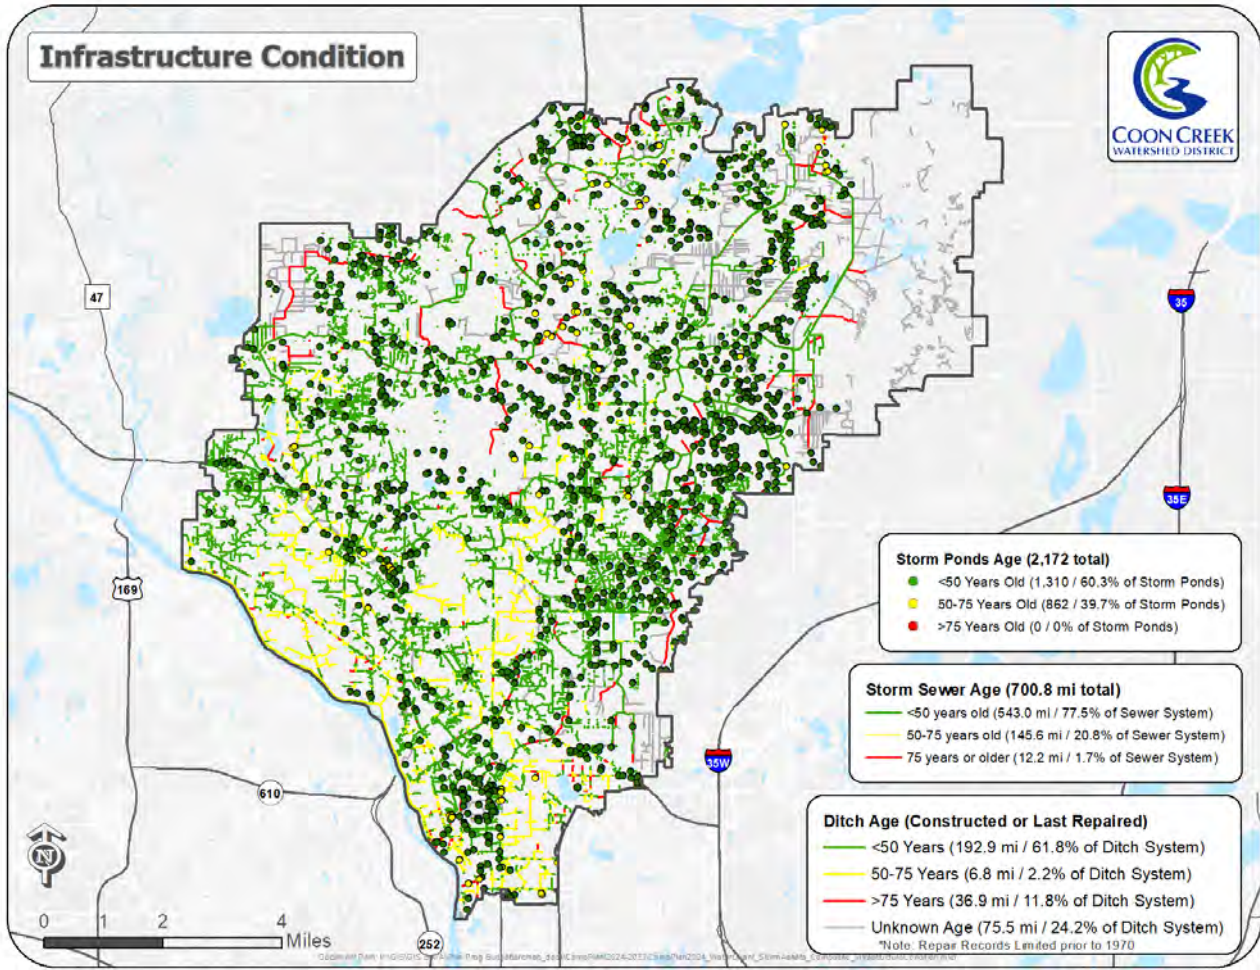 Infrastructure Condition
COON CREEK
WATERSHED DISTRICT
47
35
35E
169
Storm Ponds Age (2,172 total)
<50 Years Old (1,310 / 60.3% of Storm Ponds)
50-75 Years Old (862 / 39.7% of Storm Ponds)
>75 Years Old (0 / 0% of Storm Ponds)
Storm Sewer Age (700.8 mi total)
<50 years old (543.0 mi / 77.5% of Sewer System)
50-75 years old (145.6 mi / 20.8% of Sewer System)
75 years or older (12.2 mi / 1.7% of Sewer System)
35W
610
Ditch Age (Constructed or Last Repaired)
<50 Years (192.9 mi / 61.8% of Ditch System)
50-75 Years (6.8 mi / 2.2% of Ditch System)
>75 Years (36.9 mi / 11.8% of Ditch System)
Unknown Age (75.5 mi / 24.2% of Ditch System)
*Note: Repair Records Limited prior to 1970
N
0 1 2 4
Miles
252